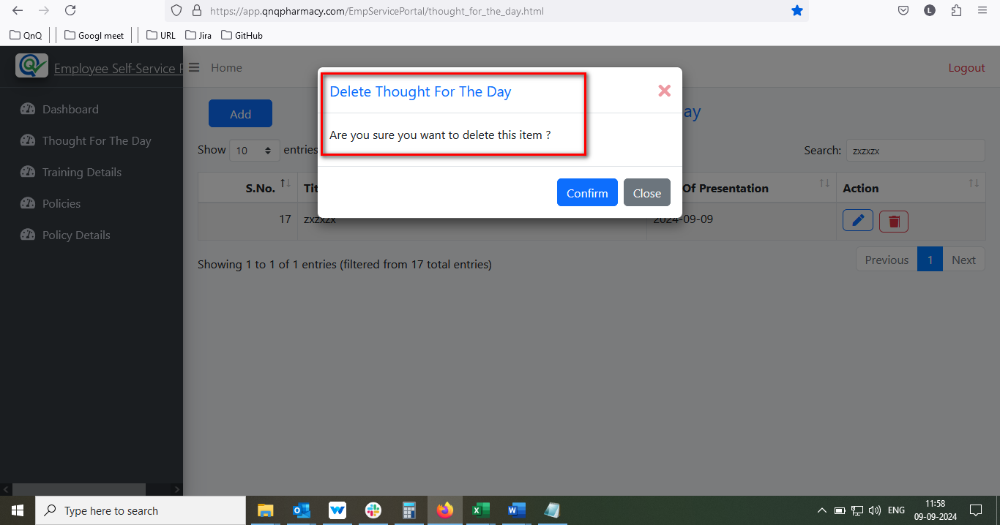 https://app.qnqpharmacy.com/EmpServicePortal/thought_for_the_day.html
L
QnQ
Googl meet
URL
Jira
GitHub
Employee Self-Service
Home
Logout
Dashboard
Thought For The Day
Training Details
Policies
Policy Details
Delete Thought For The Day
Are you sure you want to delete this item ?
Confirm
Close
Add
ay
Show 10 entries
Search: zxzxzx
S.No. Tit Of Presentation Action
17 zxzxzx 2024-09-09
Showing 1 to 1 of 1 entries (filtered from 17 total entries)
Previous 1 Next
Type here to search
ENG
11:58
09-09-2024